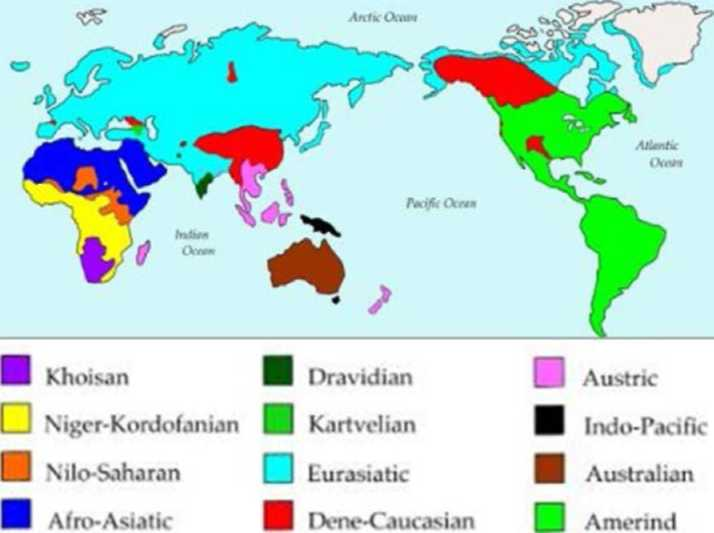 Arctic Ocean
Atlantic
Ocean
Pacific Ocean
Indian
Ocean
Khoisan
Dravidian
Austric
Niger-Kordofanian
Kartvelian
Indo-Pacific
Nilo-Saharan
Eurasiatic
Australian
Afro-Asiatic
Dene-Caucasian
Amerind